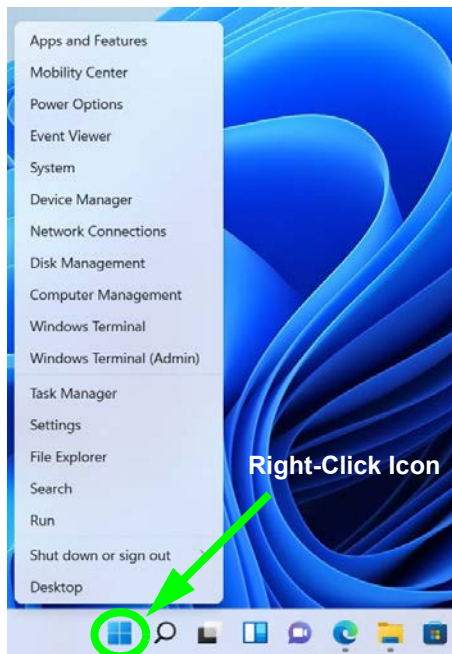 Apps and Features
Mobility Center
Power Options
Event Viewer
System
Device Manager
Network Connections
Disk Management
Computer Management
Windows Terminal
Windows Terminal (Admin)
Task Manager
Settings
File Explorer
Right-Click Icon
Search
Run
Shut down or sign out
Desktop